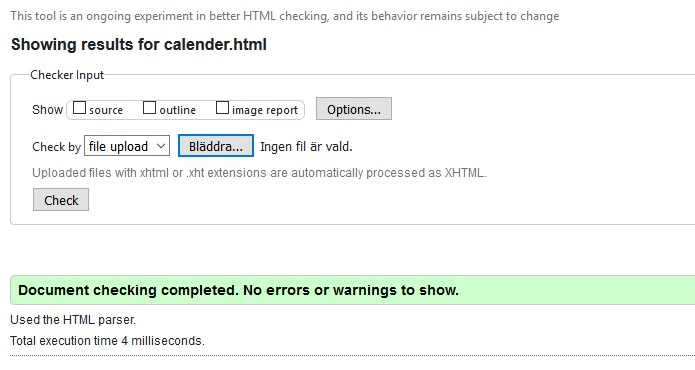 This tool is an ongoing experiment in better HTML checking, and its behavior remains subject to change
Showing results for calender.html
Checker Input
Show source outline image report Options...
Check by file upload Bläddra... Ingen fil är vald.
Uploaded files with xhtml or .xht extensions are automatically processed as XHTML.
Check
Document checking completed. No errors or warnings to show.
Used the HTML parser.
Total execution time 4 milliseconds.